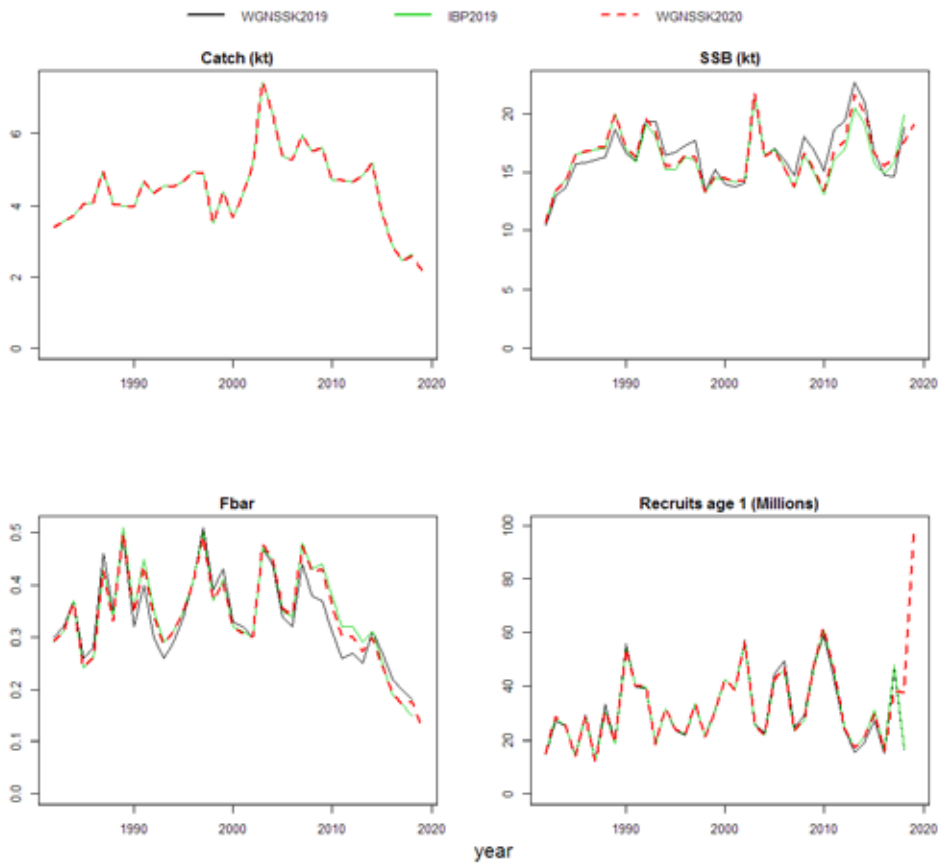 WGNSSK2019 IBP2019 WGNSSK2020
Catch (kt) SSB (kt)
0 2 4 6
1990 2000 2010 2020
0 5 10 15 20
1990 2000 2010 2020
Fbar Recruits age 1 (Millions)
0.0 0.1 0.2 0.3 0.4 0.5
1990 2000 2010 2020
0 20 40 60 80 100
1990 2000 2010 2020
year